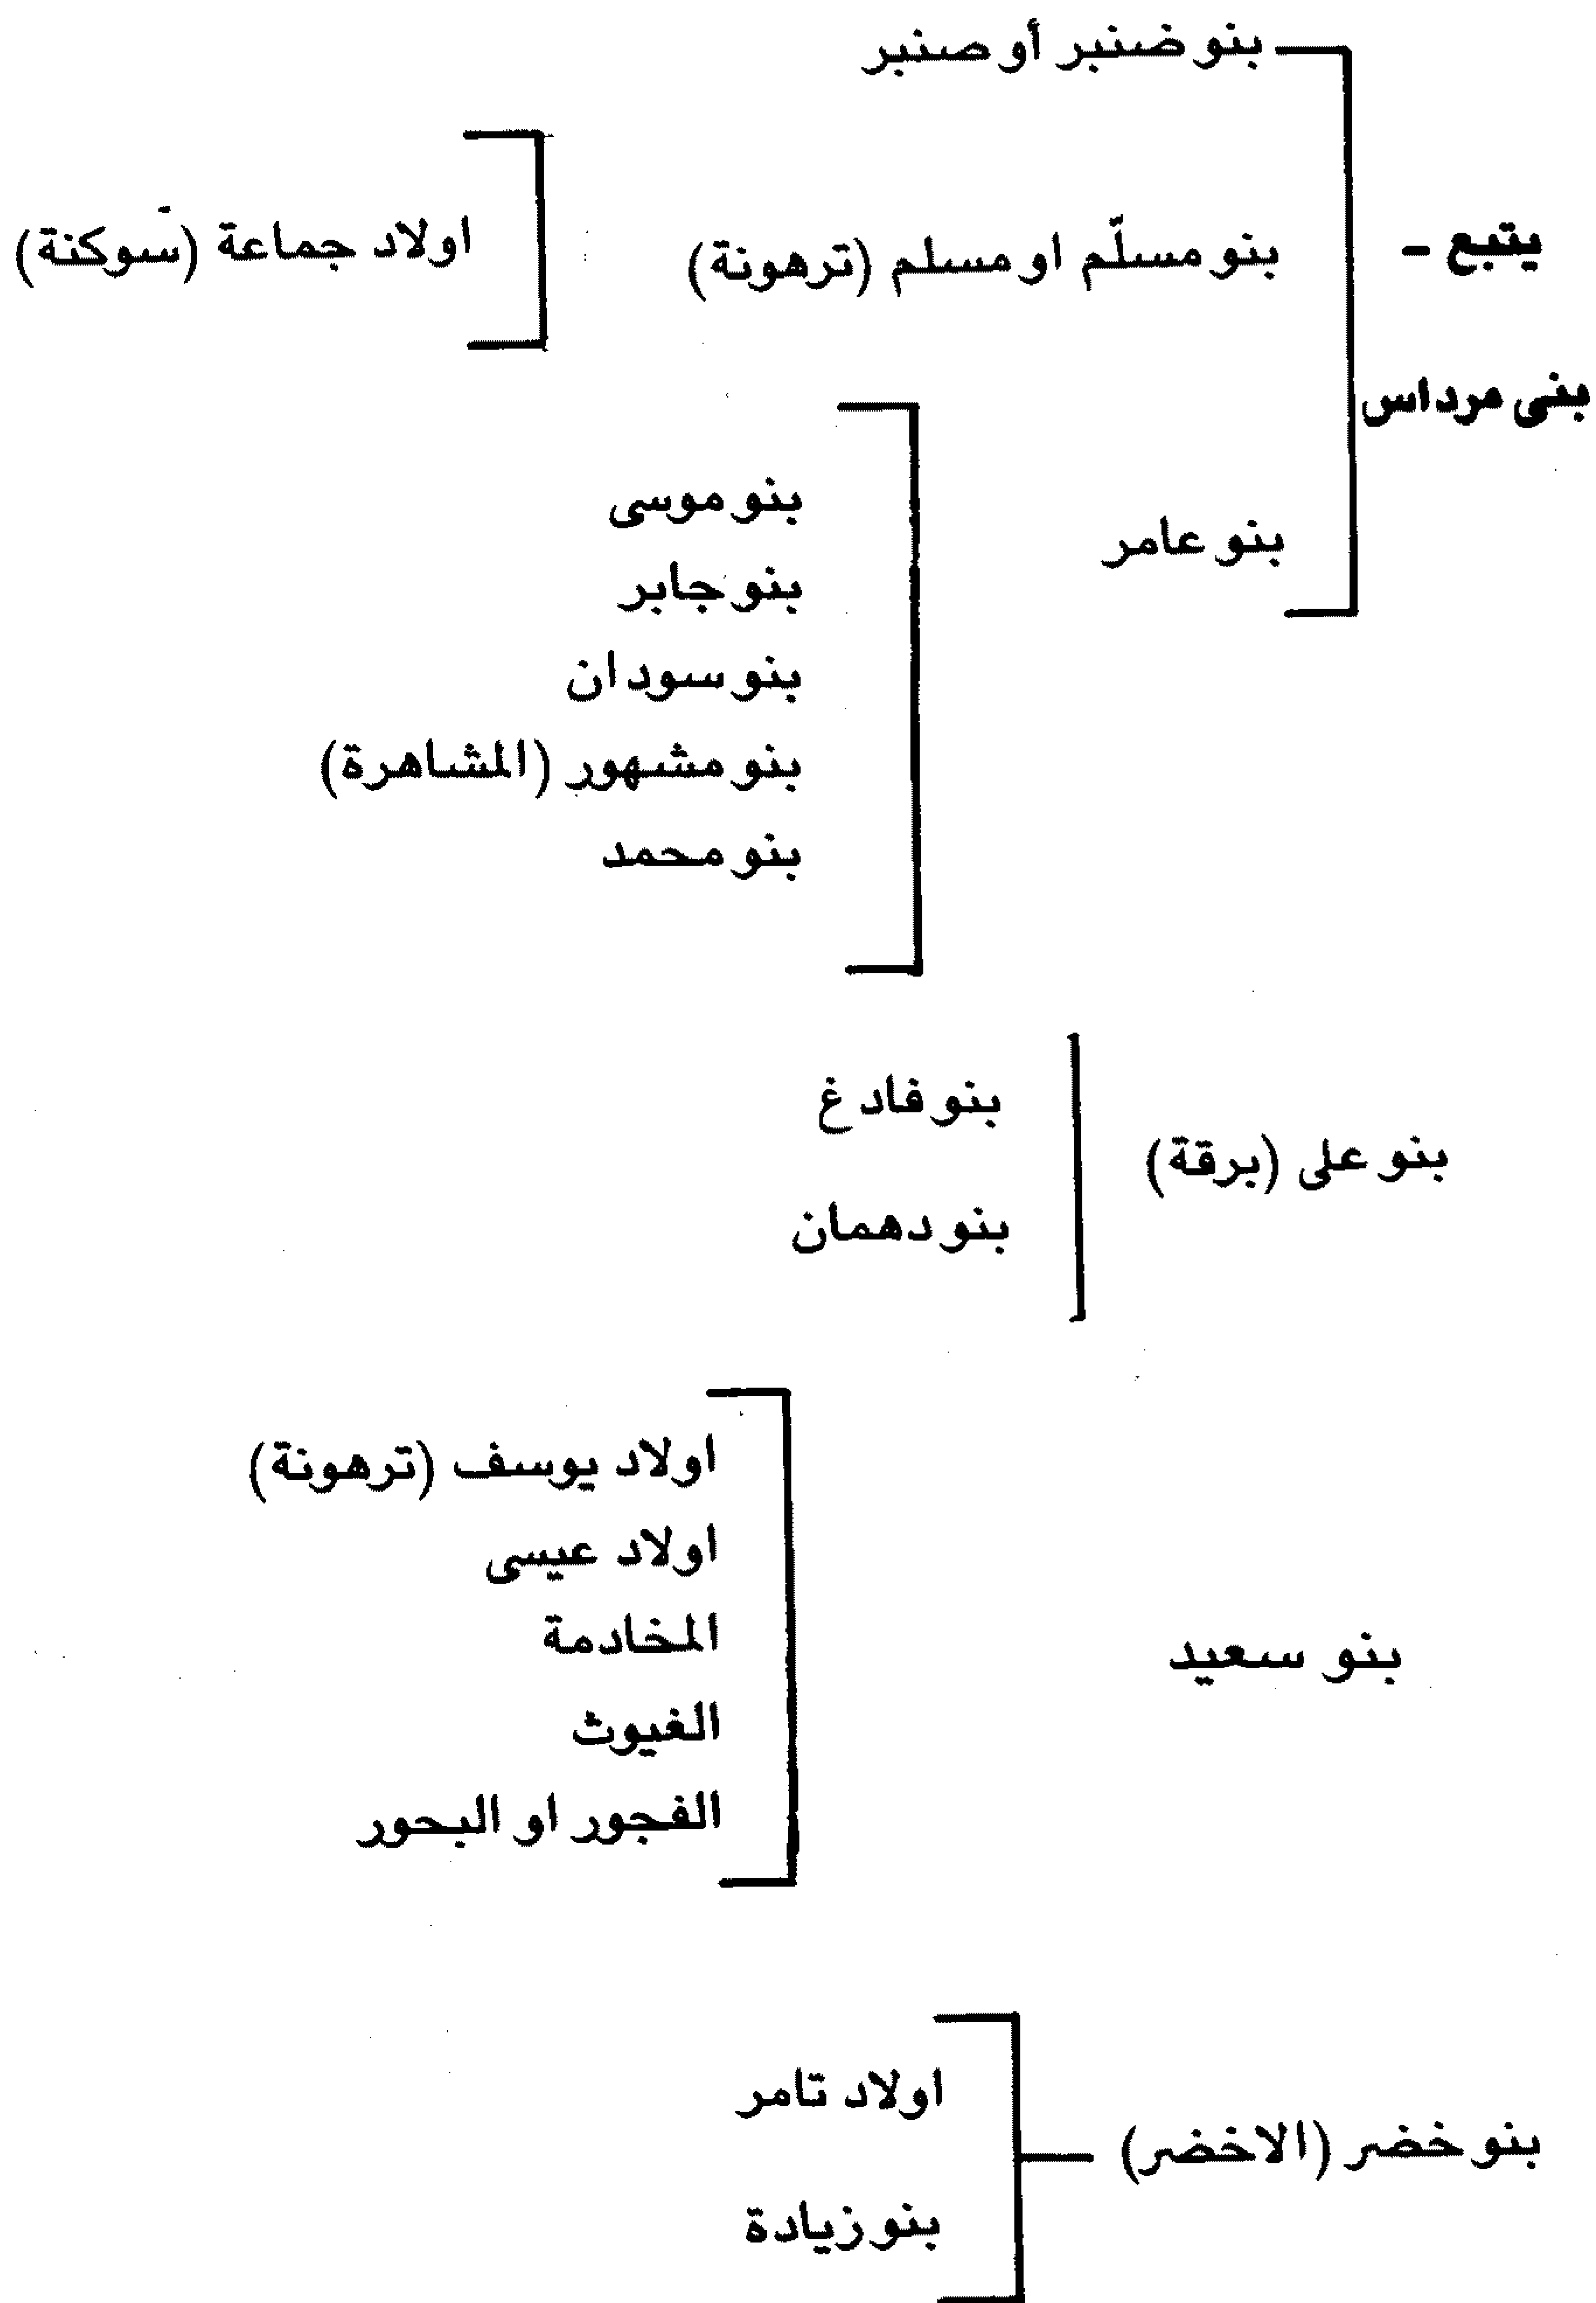 بنو ضنبر أو صنبر
يتبع -
بنو مسلّم او مسلم (ترهونة)
اولاد جماعة (سوكنة)
بنى مرداس
بنو عامر
بنو موسى
بنو جابر
بنو سودان
بنو مشهور (المشاهرة)
بنو محمد
بنو على (برقة)
بنو فادغ
بنو دهمان
بنو سعيد
اولاد يوسف (ترهونة)
اولاد عيسى
المخادمة
الغيوث
الفجور او البحور
بنو خضر (الاخضر)
اولاد تامر
بنو زيادة